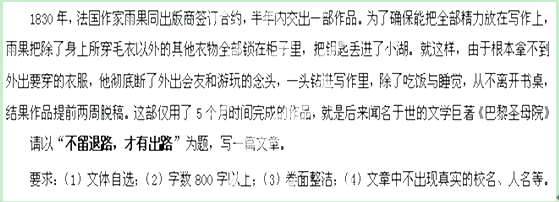 1830年，法国作家雨果同出版商签订合约，半年内交出一部作品。为了确保能把全部精力放在写作上，
雨果把除了身上所穿毛衣以外的其他衣物全部锁在柜子里，把钥匙丢进了小湖。就这样，由于根本拿不到
外出要穿的衣服，他彻底断了外出会友和游玩的念头，一头钻进写作里，除了吃饭与睡觉，从不离开书桌，
结果作品提前两周脱稿。这部仅用了5个月时间完成的作品，就是后来闻名于世的文学巨著《巴黎圣母院》
请以“不留退路，才有出路”为题，写一篇文章。
要求：（1）文体自选；（2）字数800字以上；（3）卷面整洁；（4）文章中不出现真实的校名、人名等。